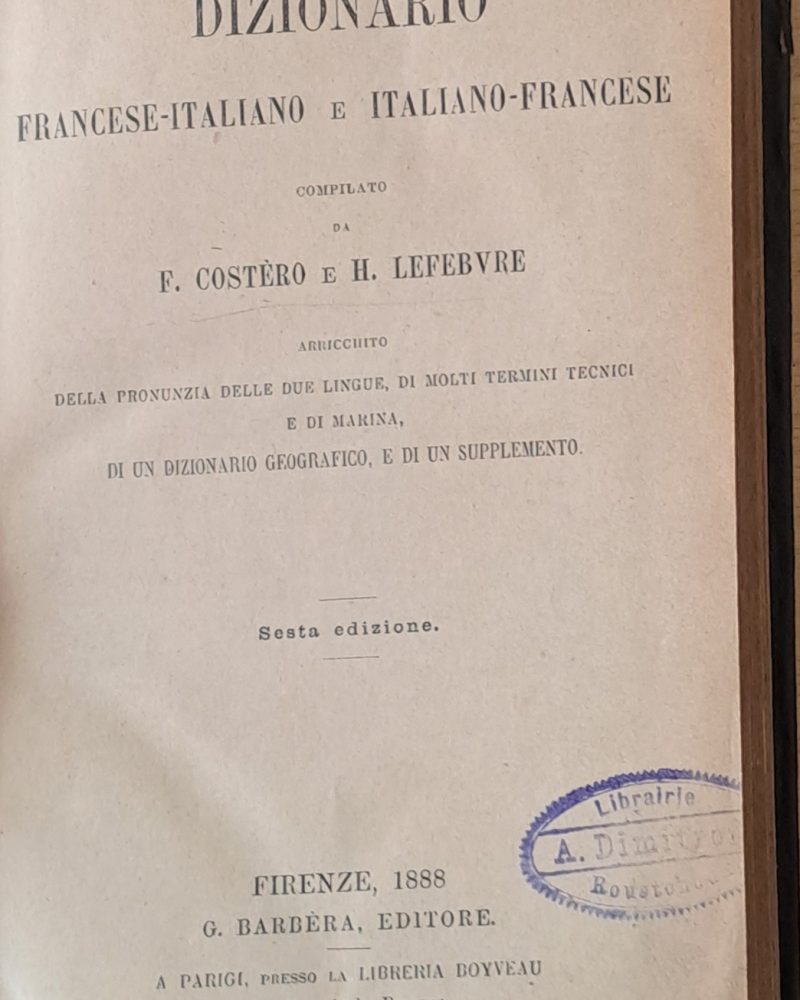 DIZIONARIO
FRANCESE-ITALIANO E ITALIANO-FRANCESE
COMPILATO
DA
F. COSTÈRO E H. LEFEBVRE
ARRICCHITO
DELLA PRONUNZIA DELLE DUE LINGUE, DI MOLTI TERMINI TECNICI
E DI MARINA,
DI UN DIZIONARIO GEOGRAFICO, E DI UN SUPPLEMENTO.
Sesta edizione.
Librairie
A.
FIRENZE, 1888
G. BARBÈRA, EDITORE.
A PARIGI, PRESSO LA LIBRERIA BOYVEAU